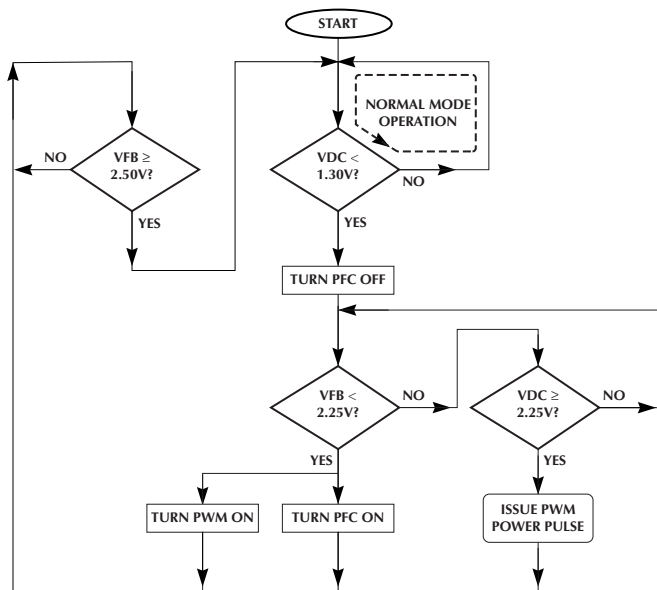 START
NORMAL MODE
OPERATION
NO
VFB ≥
2.50V?
YES
VDC <
1.30V?
NO
YES
TURN PFC OFF
VFB <
2.25V?
NO
YES
VDC ≥
2.25V?
NO
YES
TURN PWM ON
TURN PFC ON
ISSUE PWM
POWER PULSE